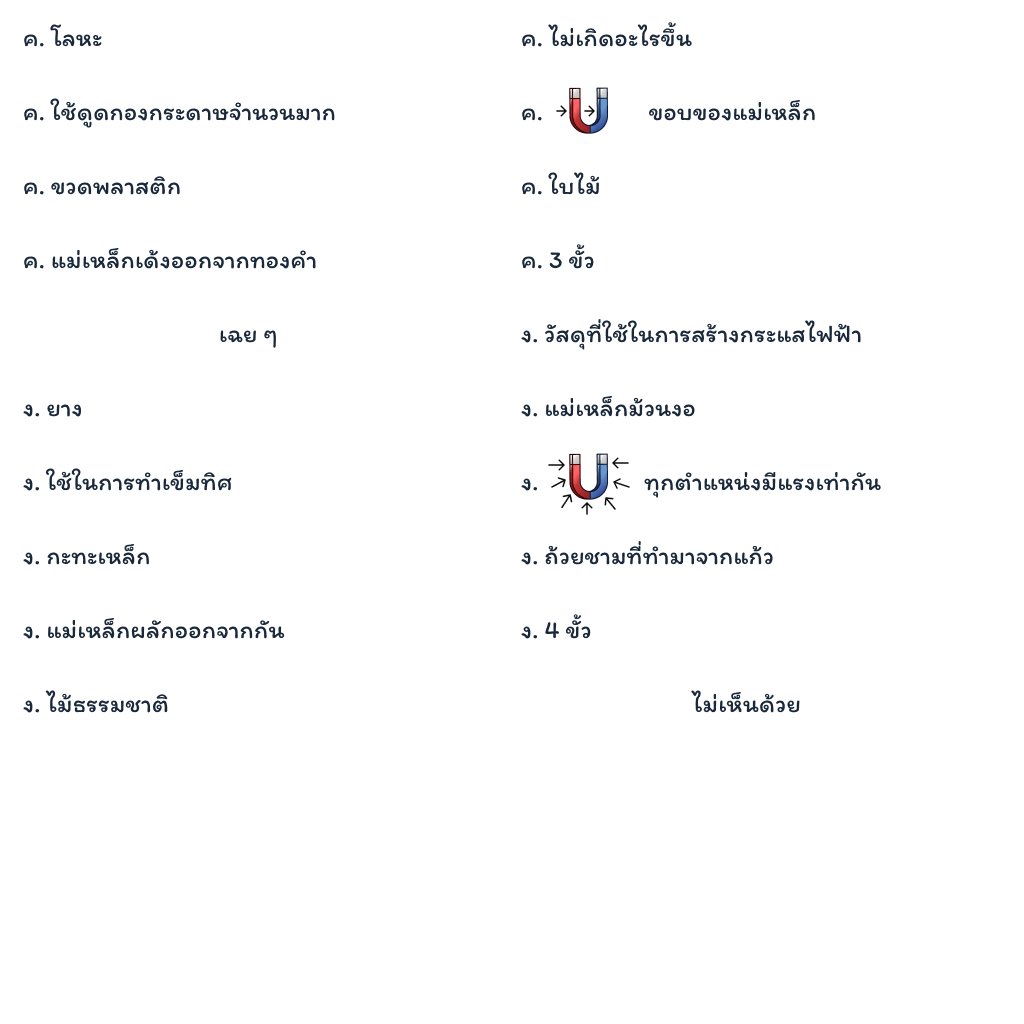 ค. โลหะ
ค. ไม่เกิดอะไรขึ้น
ค. ใช้ดูดกองกระดาษจำนวนมาก
ค. ขอบของแม่เหล็ก
ค. ขวดพลาสติก
ค. ใบไม้
ค. แม่เหล็กเด้งออกจากทองคำ
ค. 3 ขั้ว
เฉย ๆ
ง. วัสดุที่ใช้ในการสร้างกระแสไฟฟ้า
ง. ยาง
ง. แม่เหล็กม้วนงอ
ง. ใช้ในการทำเข็มทิศ
ง. ทุกตำแหน่งมีแรงเท่ากัน
ง. กะทะเหล็ก
ง. ถ้วยชามที่ทำมาจากแก้ว
ง. แม่เหล็กผลักออกจากกัน
ง. 4 ขั้ว
ง. ไม้ธรรมชาติ
ไม่เห็นด้วย